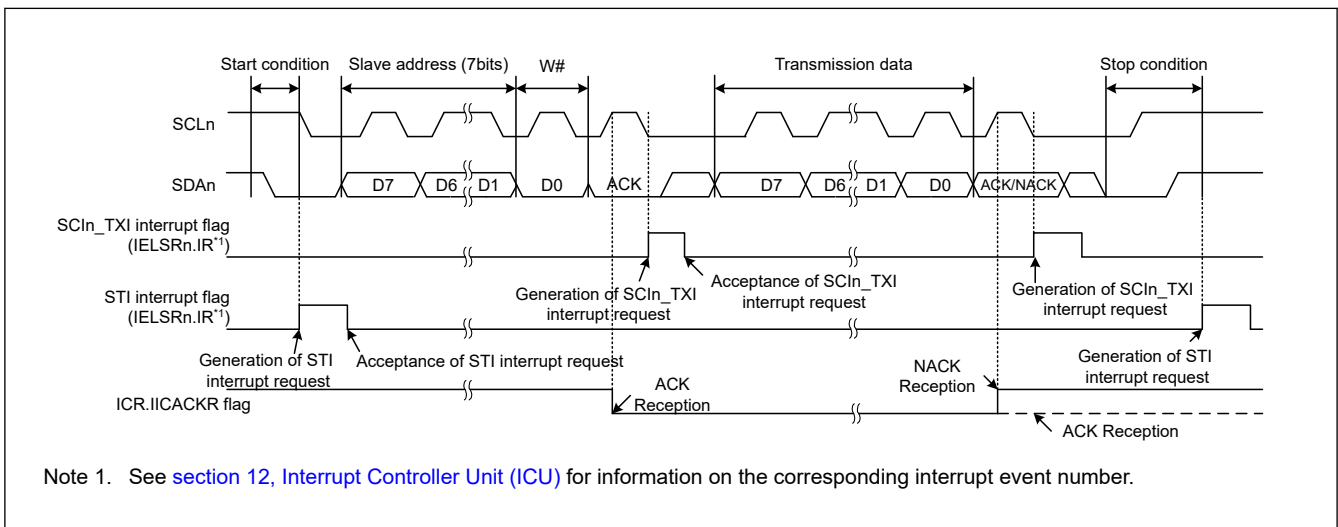 Start condition
Slave address (7bits)
W#
Transmission data
Stop condition
SCLn
SDAn
D7
D6
D1
D0
ACK
D7
D6
D1
D0
ACK/NACK
SCIn_TXI interrupt flag
(IELSRn.IR*1)
Generation of SCIn_TXI
interrupt request
Acceptance of SCIn_TXI
interrupt request
Generation of SCIn_TXI
interrupt request
STI interrupt flag
(IELSRn.IR*1)
Generation of STI
interrupt request
Acceptance of STI interrupt request
Generation of STI
interrupt request
ICR.IICACKR flag
ACK
Reception
NACK
Reception
ACK Reception
Note 1. See section 12, Interrupt Controller Unit (ICU) for information on the corresponding interrupt event number.